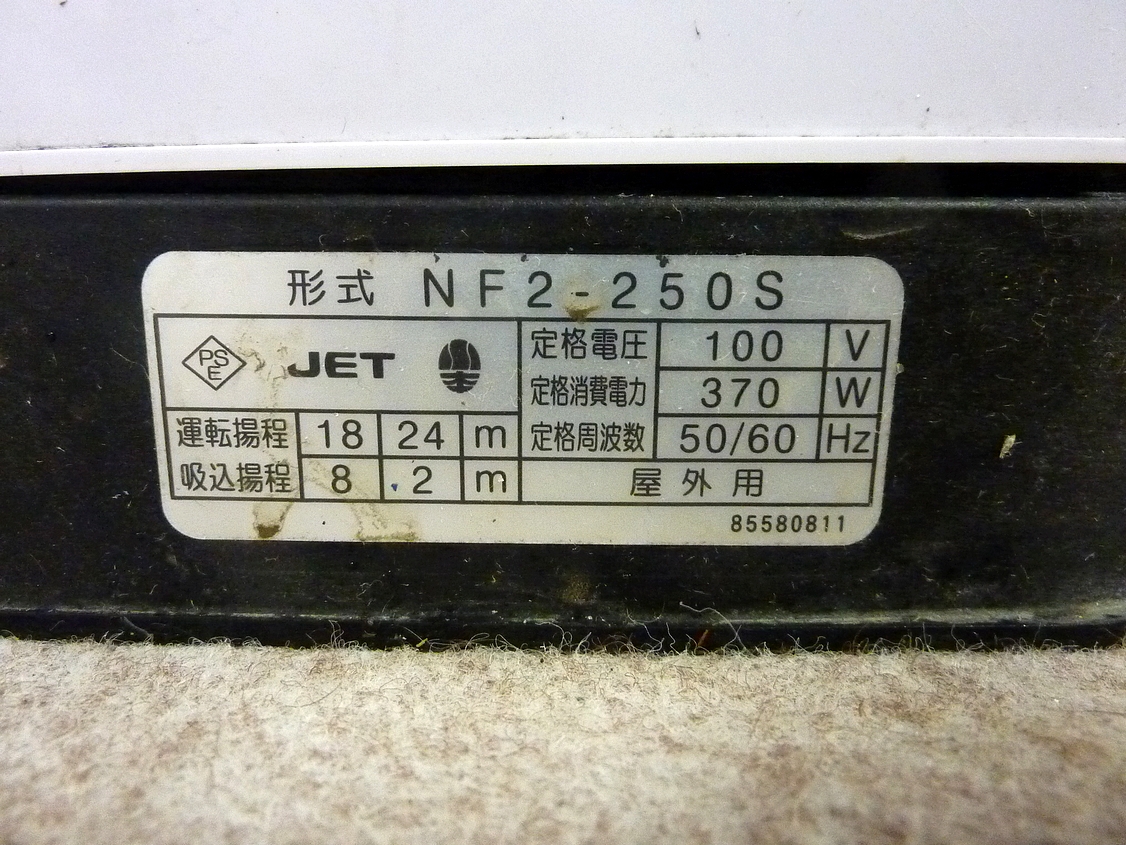 形式 NF2-250S
PSE JET
定格電圧 100 V
定格消費電力 370 W
運転揚程 18 24 m
定格周波数 50/60 Hz
吸込揚程 8 2 m
屋外用
85580811